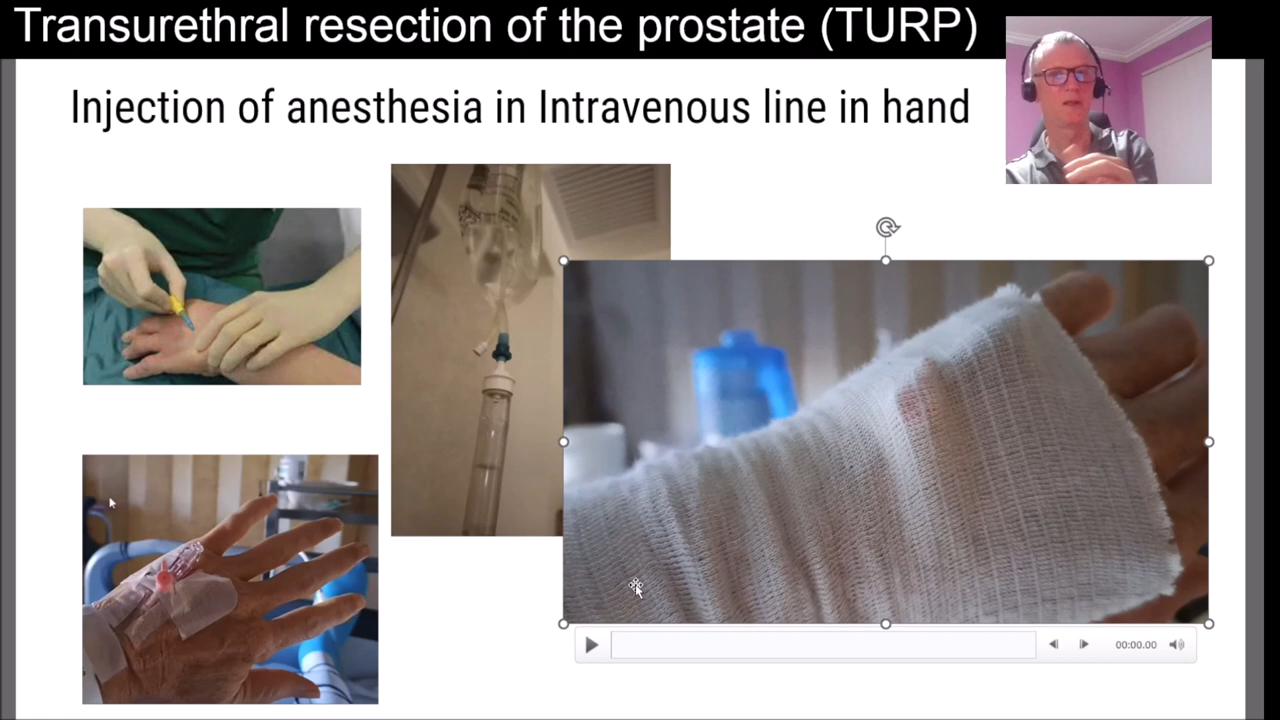 Transurethral resection of the prostate (TURP)
Injection of anesthesia in Intravenous line in hand
00:00.00